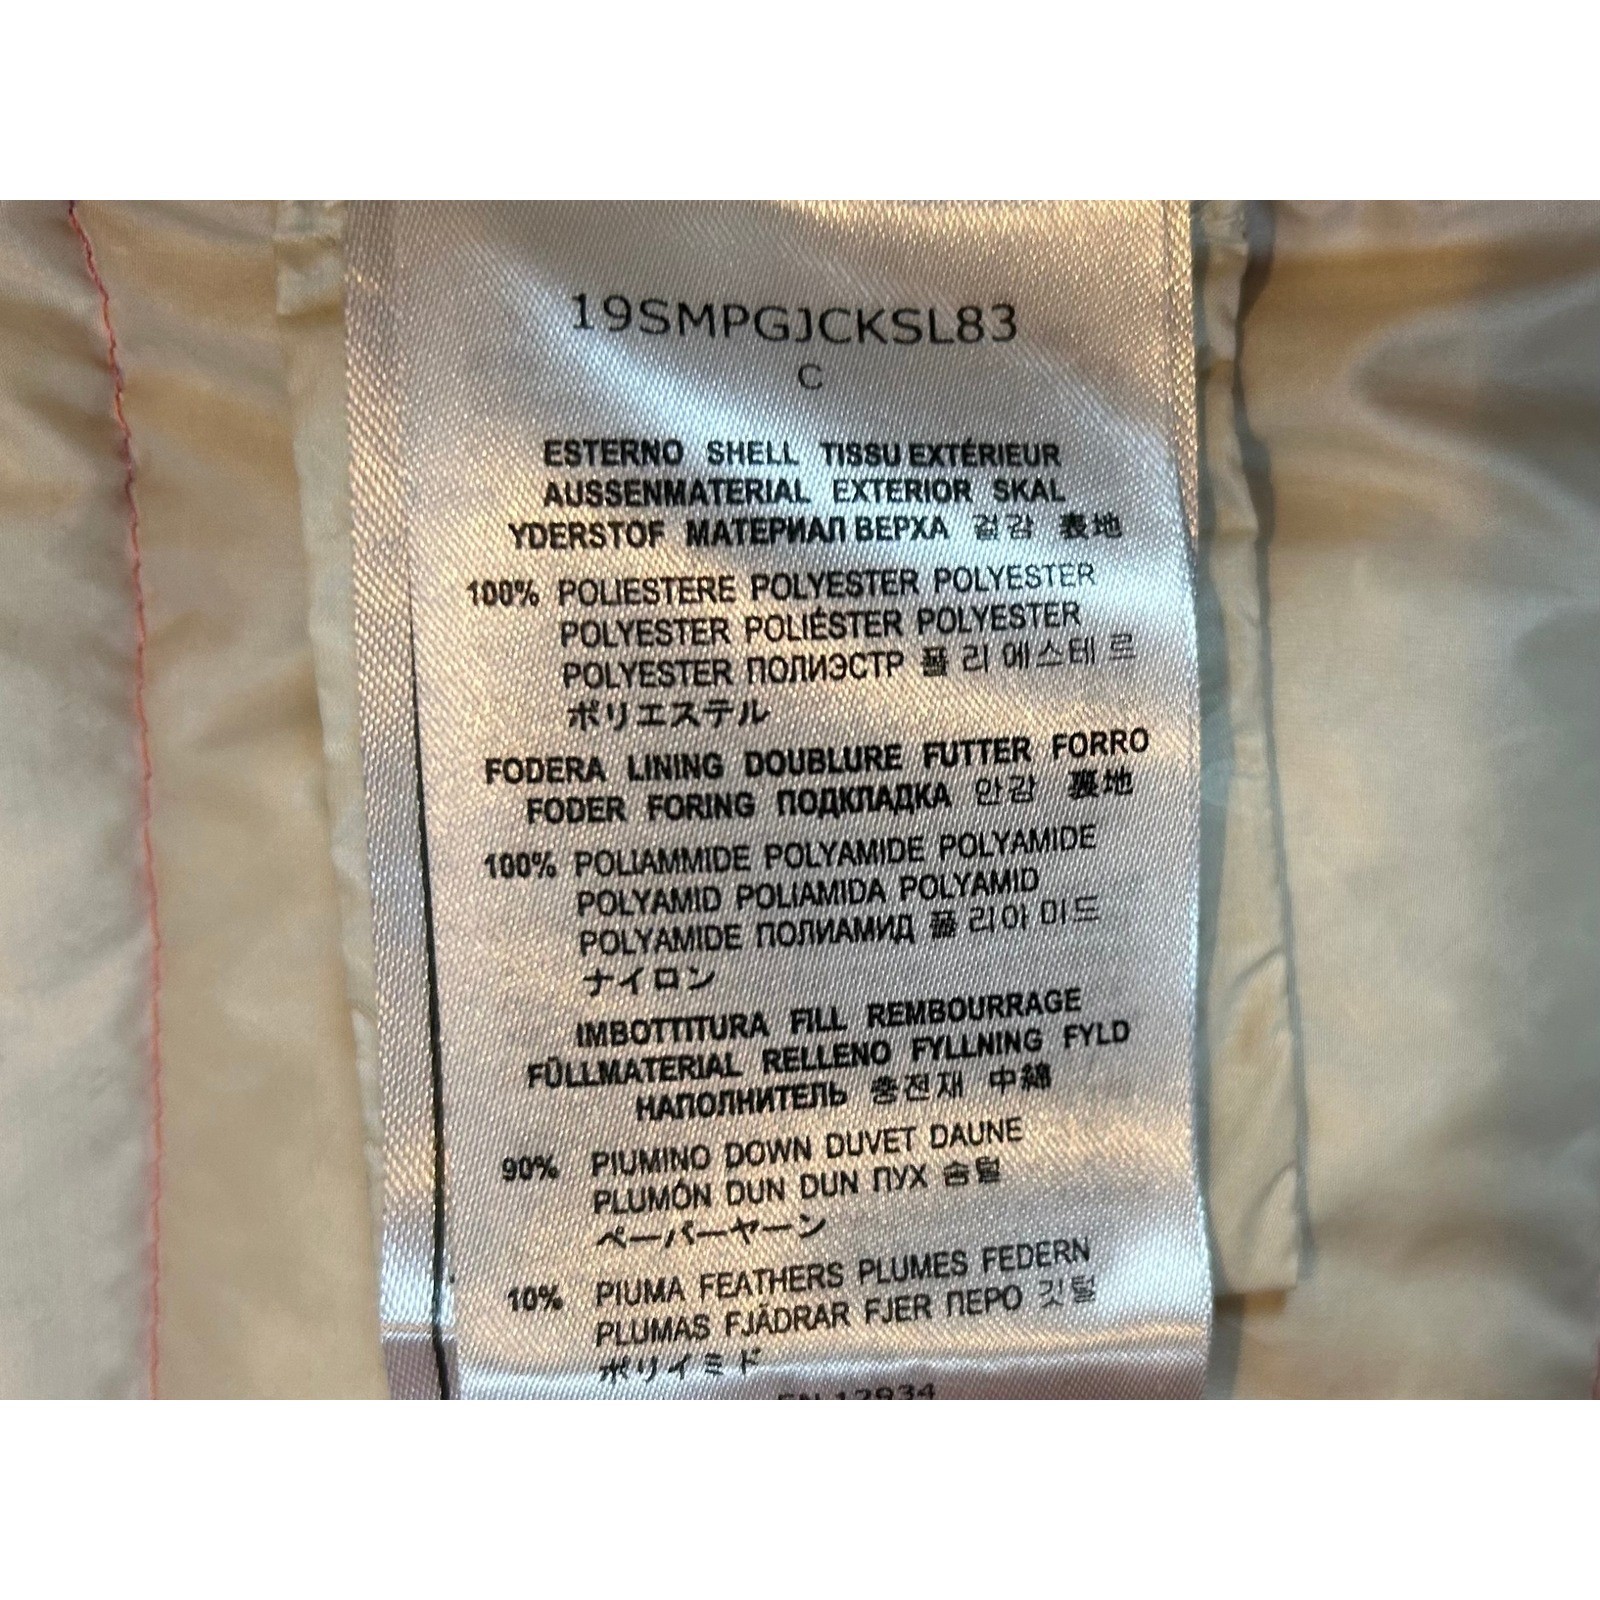 19SMPGJCKSL83
C
ESTERNO SHELL TISSU EXTÉRIEUR
AUSSENMATERIAL EXTERIOR SKAL
YDERSTOF МАТЕРИАЛ ВЕРХА 겉감 表地
100% POLIESTERE POLYESTER POLYESTER
POLYESTER POLIÉSTER POLYESTER
POLYESTER ПОЛИЭСТР 폴리에스테르
ポリエステル
FODERA LINING DOUBLURE FUTTER FORRO
FODER FORING ПОДКЛАДКА 안감 裏地
100% POLIAMMIDE POLYAMIDE POLYAMIDE
POLYAMID POLIAMIDA POLYAMID
POLYAMIDE ПОЛИАМИД 폴리아미드
ナイロン
IMBOTTITURA FILL REMBOURRAGE
FÜLLMATERIAL RELLENO FYLLNING FYLD
НАПОЛНИТЕЛЬ 충전재 中綿
90% PIUMINO DOWN DUVET DAUNE
PLUMÓN DUN DUN ПУХ 솜털
ペーパーヤーン
10% PIUMA FEATHERS PLUMES FEDERN
PLUMAS FJÄDRAR FJER ПЕРО 깃털
ポリイミド
EN 12934